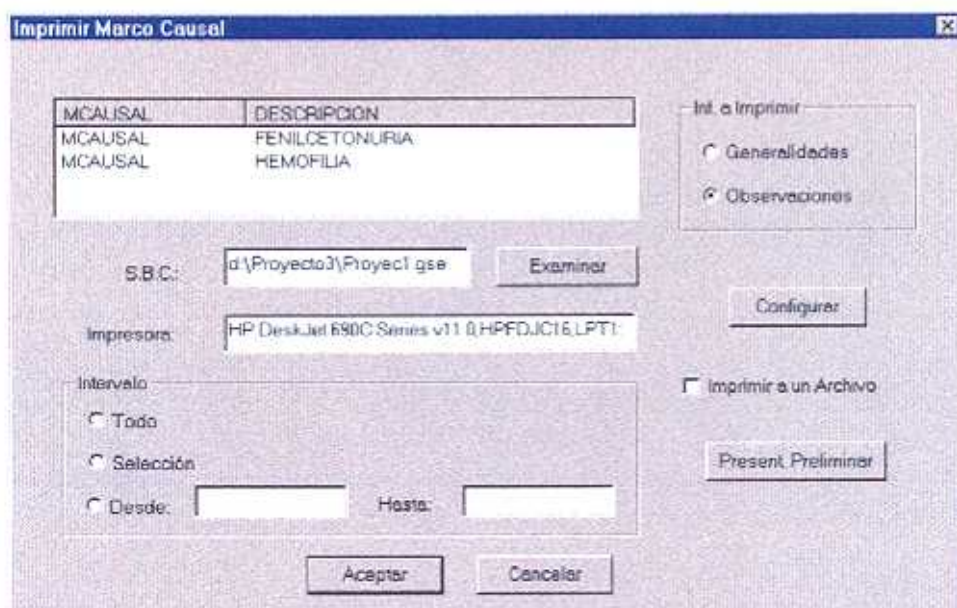 Imprimir Marco Causal
MCAUSAL DESCRIPCION
MCAUSAL FENILCETONURIA
MCAUSAL HEMOFILIA
Inf. a Imprimir
Generalidades
Observaciones
S.B.C.: d:\Proyecto3\Proyec1.gse Examinar
Configurar
Impresora: HP DeskJet 690C Series v11.0,HPFDJC16,LPT1:
Intervalo
Imprimir a un Archivo
Todo
Selección
Present. Preliminar
Desde: Hasta:
Aceptar Cancelar